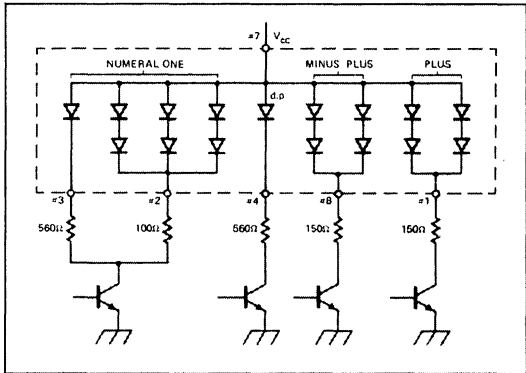 #7 Vcc
NUMERAL ONE MINUS PLUS PLUS
d.p
#3 #2 #4 #8 #1
560Ω 100Ω 560Ω 150Ω 150Ω